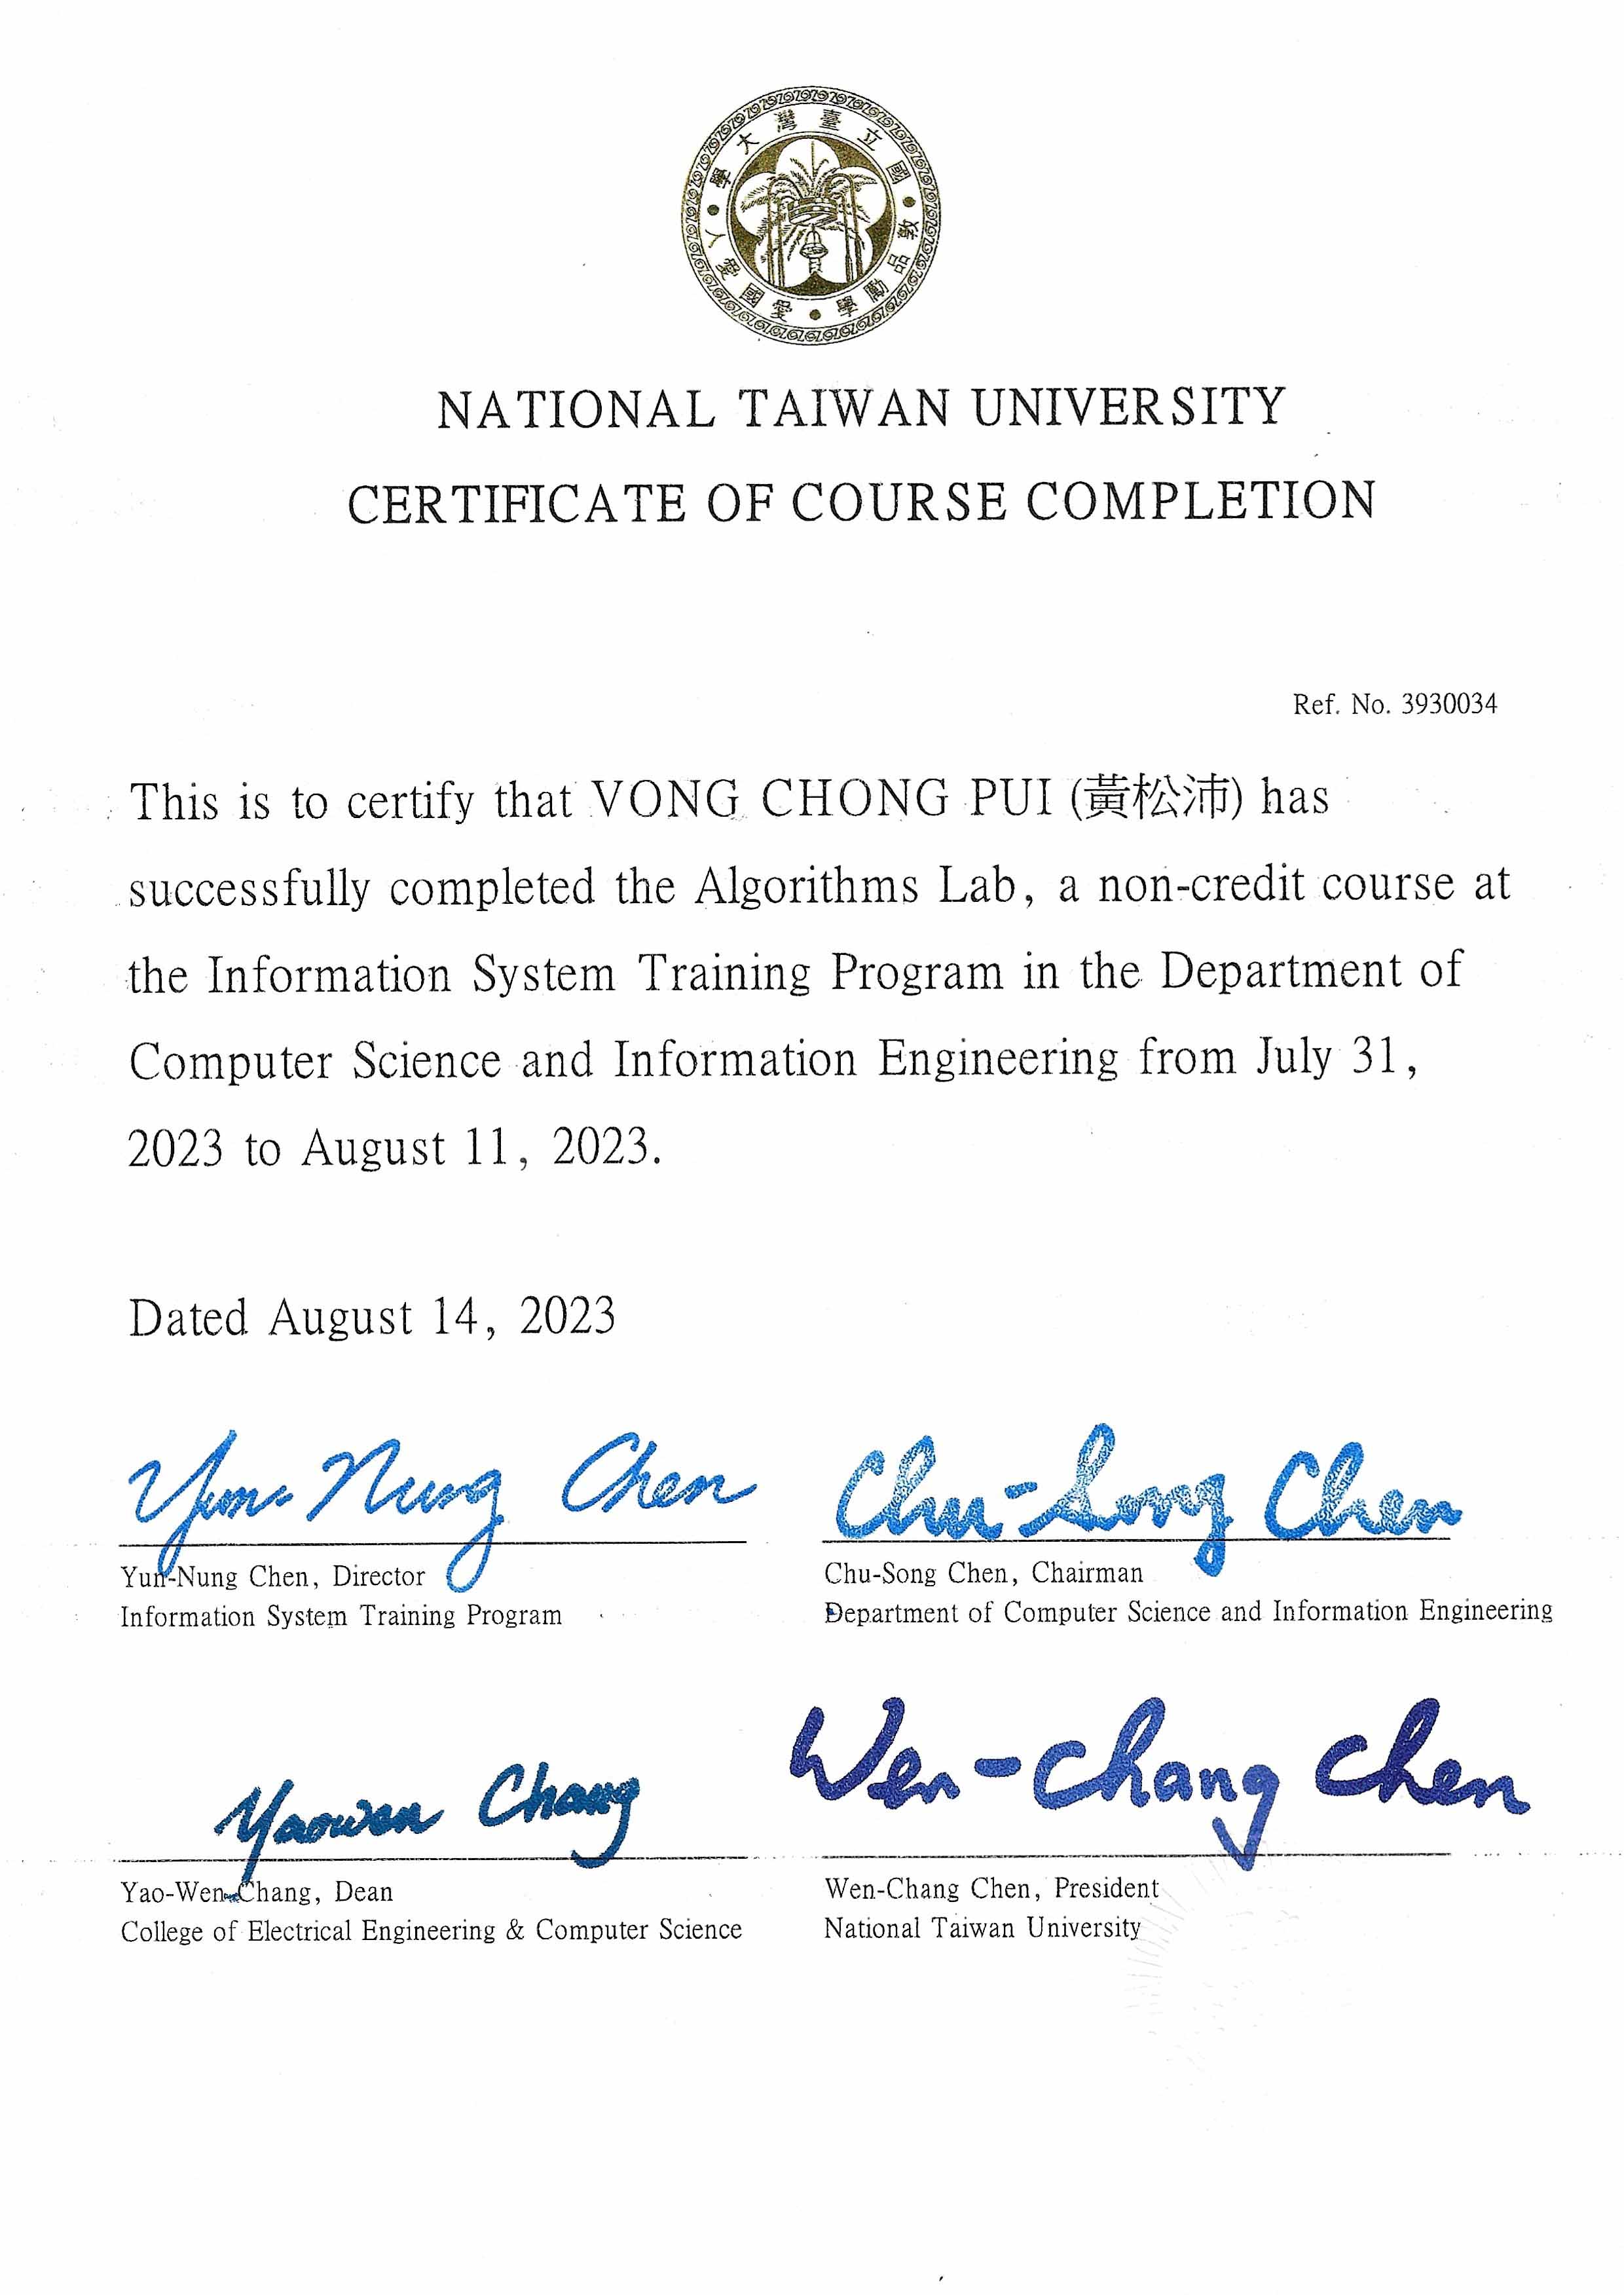 國立臺灣大學
敦品勵學 • 愛國愛人
NATIONAL TAIWAN UNIVERSITY
CERTIFICATE OF COURSE COMPLETION
Ref. No. 3930034
This is to certify that VONG CHONG PUI (黃松沛) has
successfully completed the Algorithms Lab, a non-credit course at
the Information System Training Program in the Department of
Computer Science and Information Engineering from July 31,
2023 to August 11, 2023.
Dated August 14, 2023
Yun-Nung Chen
Chu-Song Chen
Yun-Nung Chen, Director
Chu-Song Chen, Chairman
Information System Training Program
Department of Computer Science and Information Engineering
Yaowen Chang
Wen-Chang Chen
Yao-Wen Chang, Dean
Wen-Chang Chen, President
College of Electrical Engineering & Computer Science
National Taiwan University